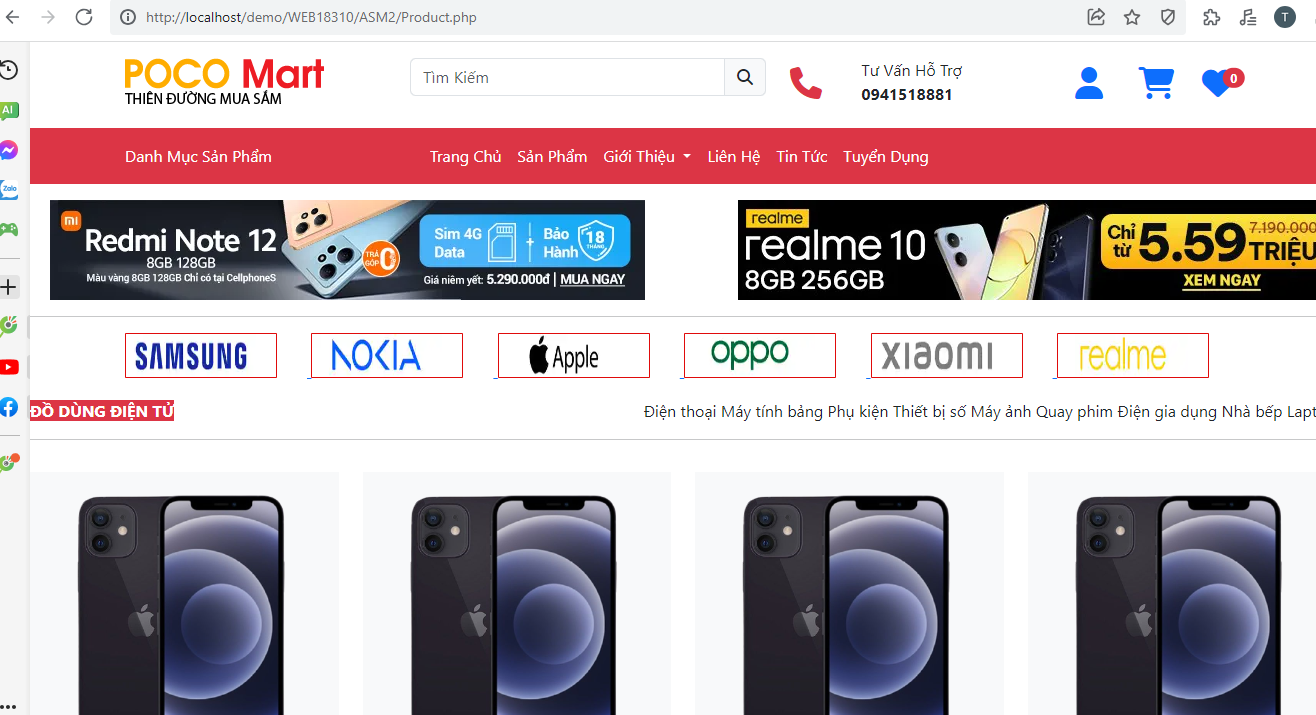 http://localhost/demo/WEB18310/ASM2/Product.php
T
AI
Zalo
POCO Mart
THIÊN ĐƯỜNG MUA SẮM
Tìm Kiếm
Tư Vấn Hỗ Trợ
0941518881
0
Danh Mục Sản Phẩm
Trang Chủ Sản Phẩm Giới Thiệu Liên Hệ Tin Tức Tuyển Dụng
mi
Redmi Note 12
8GB 128GB
Màu vàng 8GB 128GB Chỉ có tại CellphoneS
TRẢ GÓP 0%
Sim 4G Data + Bảo Hành 18 THÁNG
Giá niêm yết: 5.290.000đ | MUA NGAY
realme
realme 10
8GB 256GB
Chỉ từ 5.59 TRIỆU
7.190.000
XEM NGAY
SAMSUNG
NOKIA
Apple
oppo
xiaomi
realme
ĐỒ DÙNG ĐIỆN TỬ
Điện thoại Máy tính bảng Phụ kiện Thiết bị số Máy ảnh Quay phim Điện gia dụng Nhà bếp Lapt